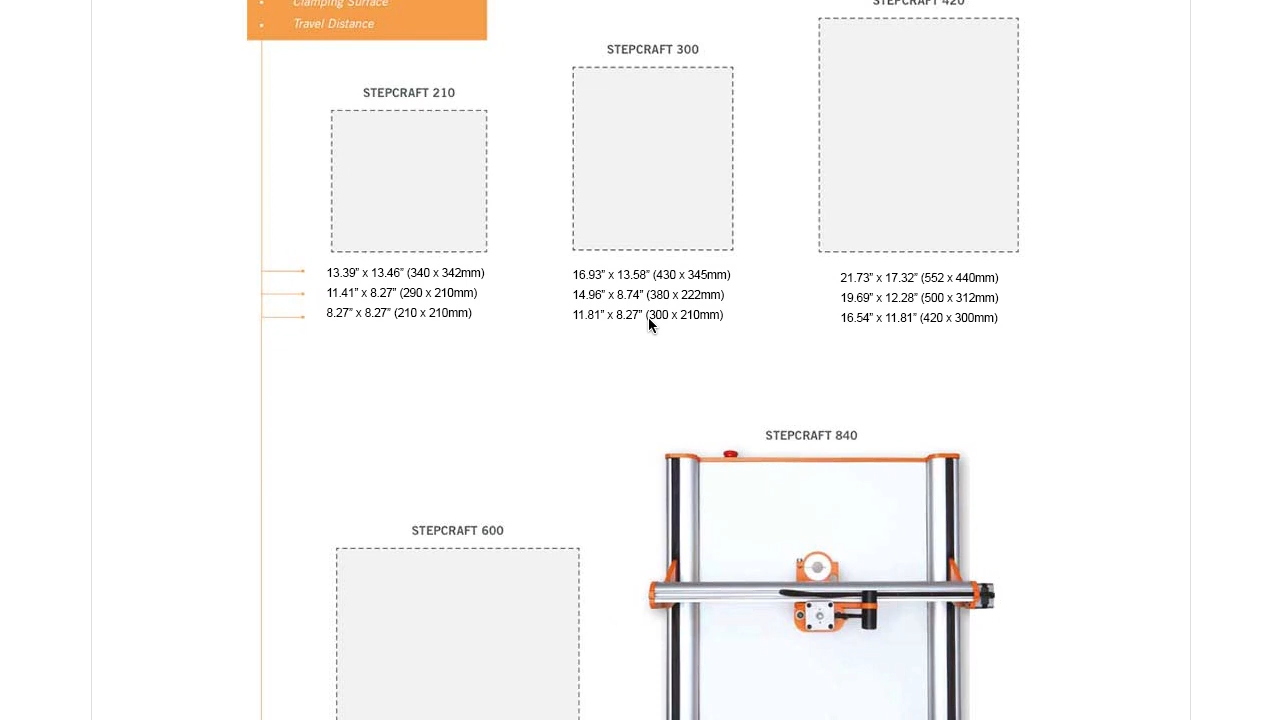 Clamping Surface
Travel Distance
STEPCRAFT 420
STEPCRAFT 300
STEPCRAFT 210
13.39” x 13.46” (340 x 342mm)
11.41” x 8.27” (290 x 210mm)
8.27” x 8.27” (210 x 210mm)
16.93” x 13.58” (430 x 345mm)
14.96” x 8.74” (380 x 222mm)
11.81” x 8.27” (300 x 210mm)
21.73” x 17.32” (552 x 440mm)
19.69” x 12.28” (500 x 312mm)
16.54” x 11.81” (420 x 300mm)
STEPCRAFT 840
STEPCRAFT 600